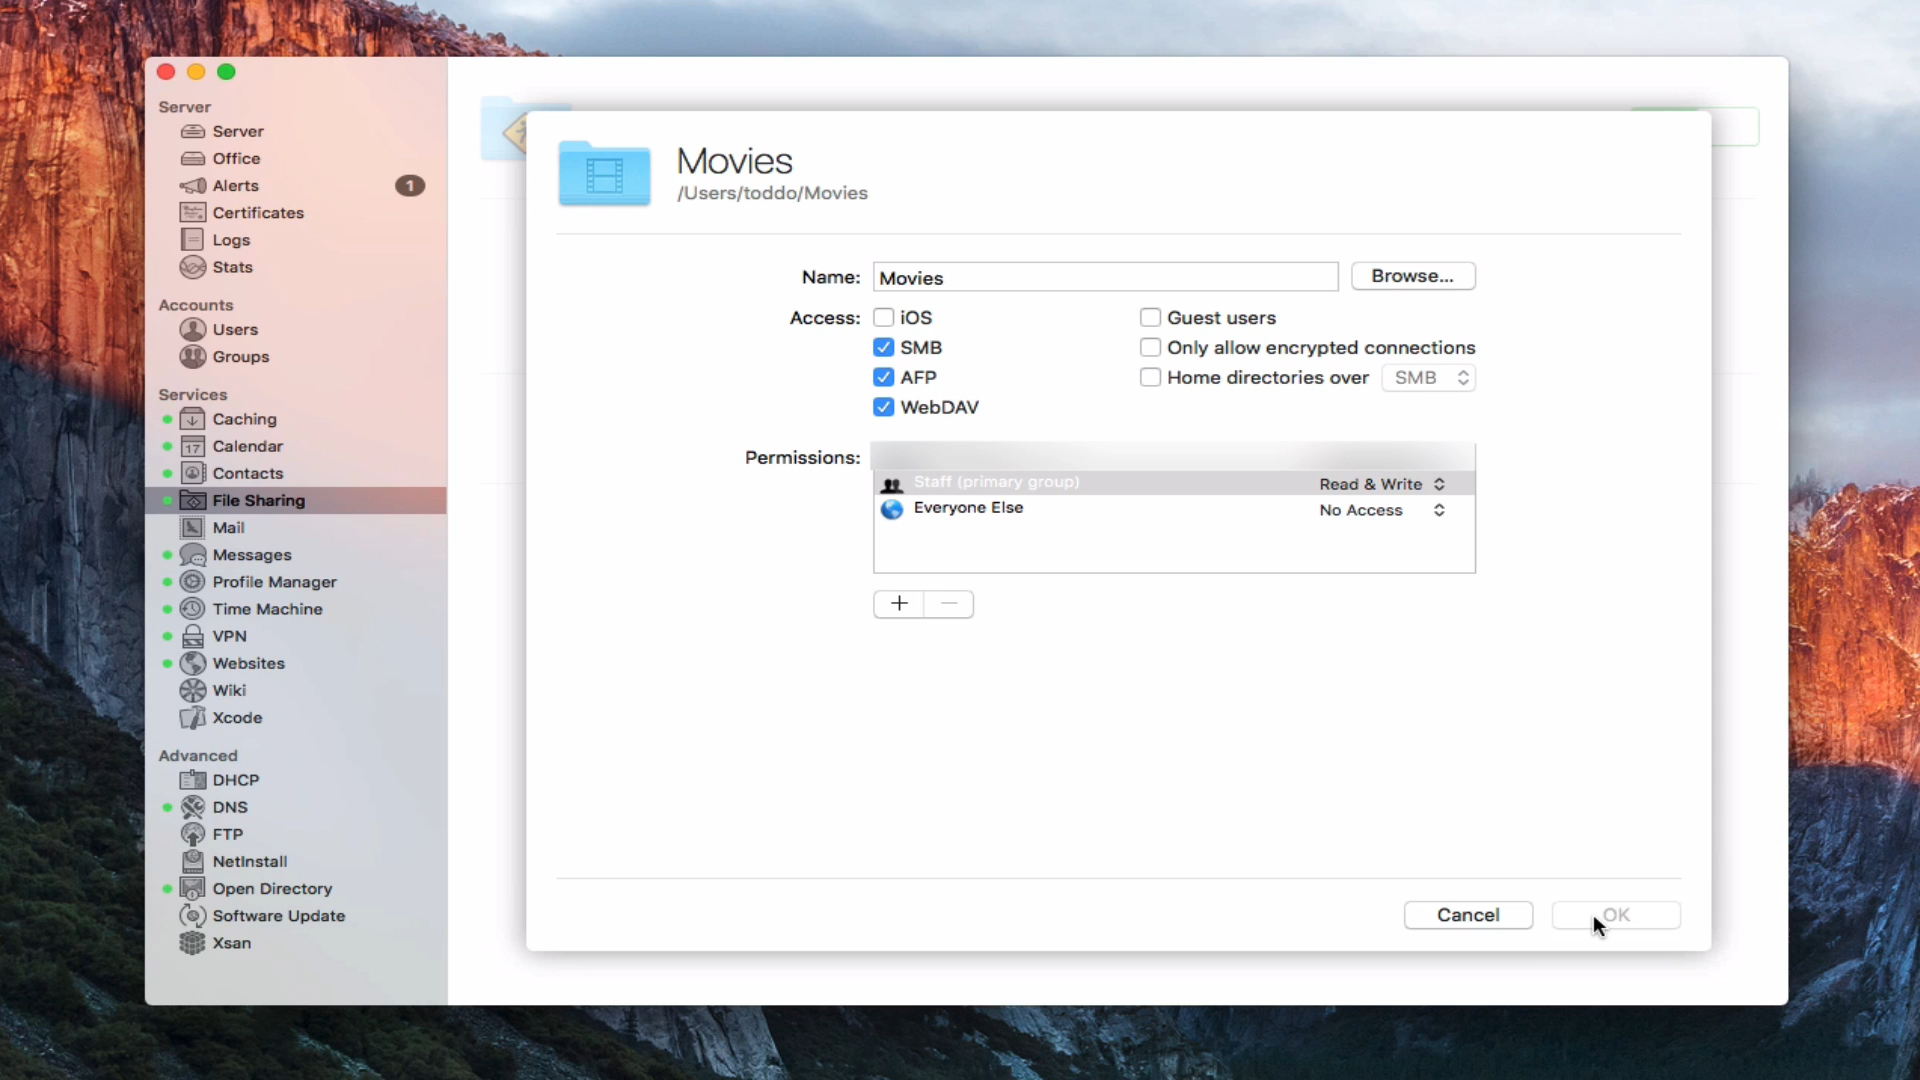 Server
Server
Office
Alerts 1
Certificates
Logs
Stats
Accounts
Users
Groups
Services
Caching
17 Calendar
Contacts
File Sharing
Mail
Messages
Profile Manager
Time Machine
VPN
Websites
Wiki
Xcode
Advanced
DHCP
DNS
FTP
NetInstall
Open Directory
Software Update
Xsan
Movies
/Users/toddo/Movies
Name: Movies Browse...
Access: iOS Guest users
SMB Only allow encrypted connections
AFP Home directories over SMB
WebDAV
Permissions:
Staff (primary group) Read & Write
Everyone Else No Access
Cancel OK